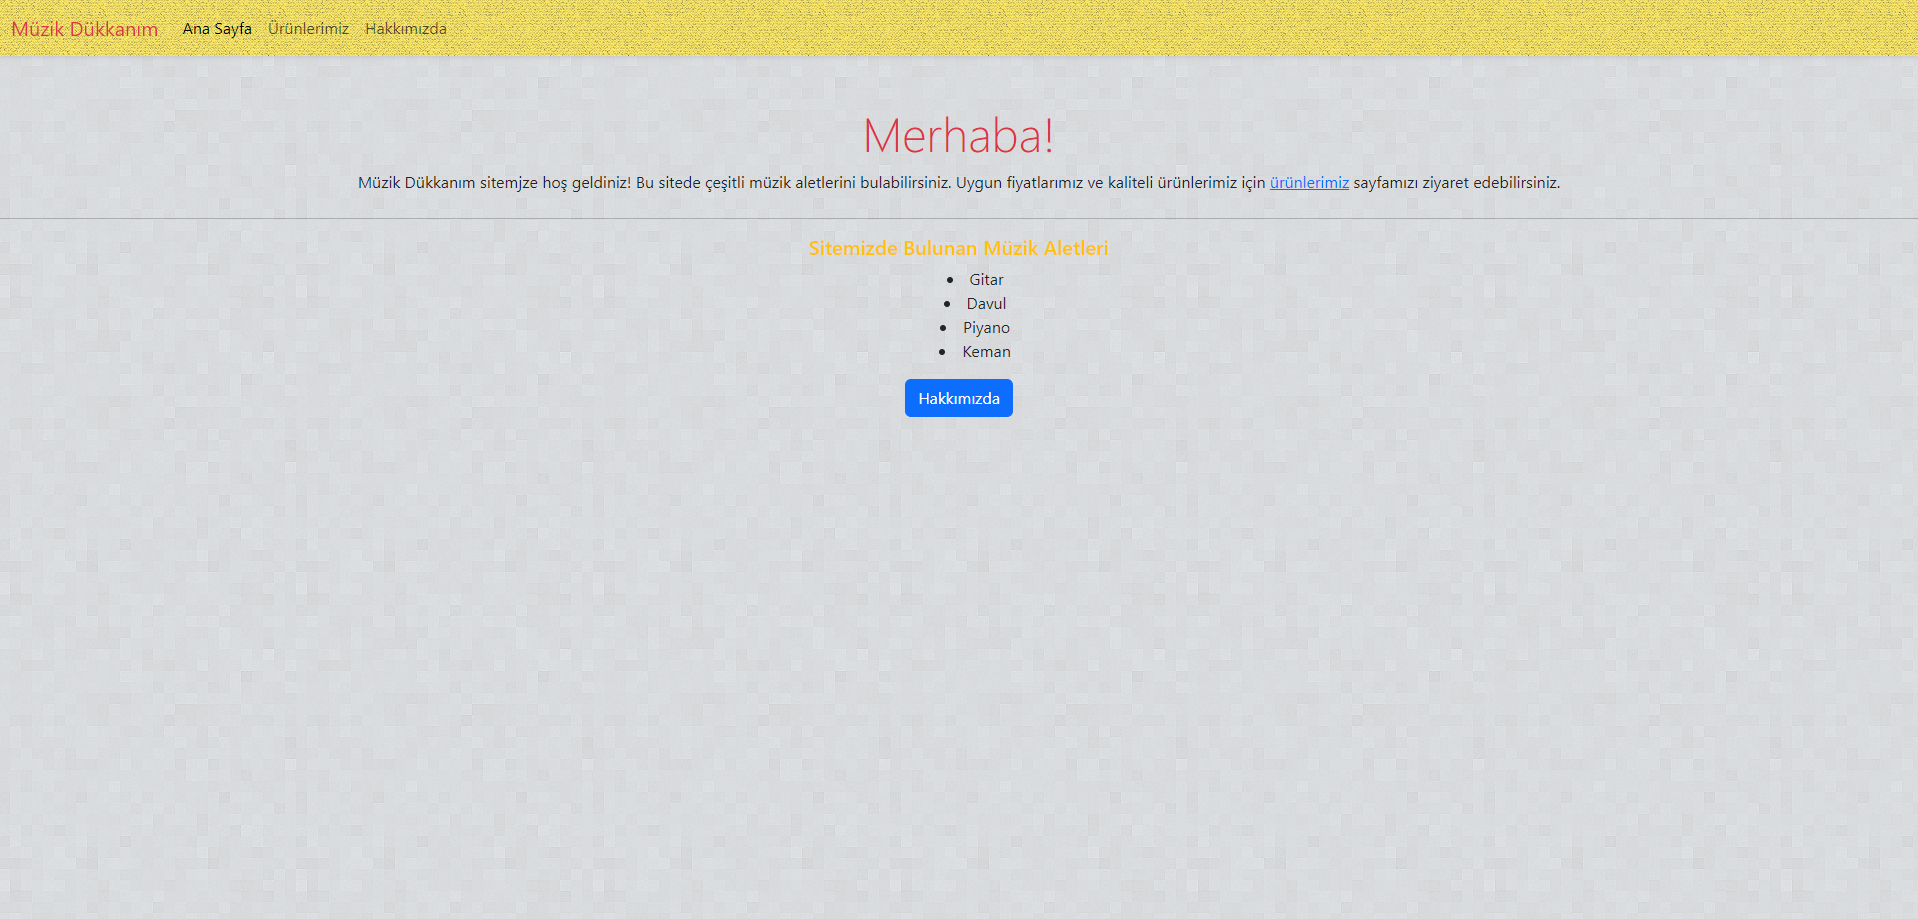 Müzik Dükkanım Ana Sayfa Ürünlerimiz Hakkımızda
Merhaba!
Müzik Dükkanım sitemjze hoş geldiniz! Bu sitede çeşitli müzik aletlerini bulabilirsiniz. Uygun fiyatlarımız ve kaliteli ürünlerimiz için ürünlerimiz sayfamızı ziyaret edebilirsiniz.
Sitemizde Bulunan Müzik Aletleri
• Gitar
• Davul
• Piyano
• Keman
Hakkımızda